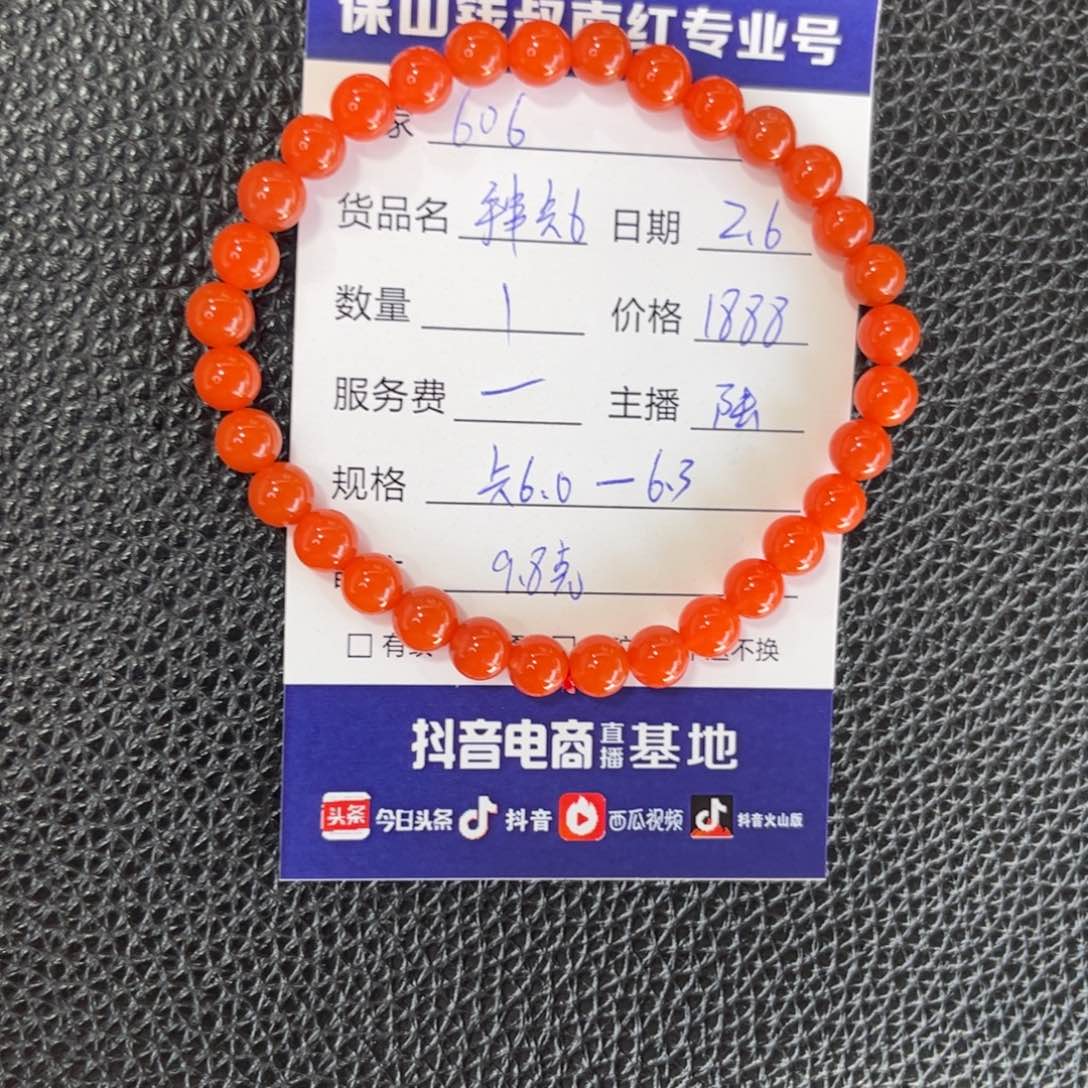 保山钱叔南红专业号
家 606
货品名 6 日期 2.6
数量 1 价格 1888
服务费 一 主播 陆
规格 6.0-6.3
9.8克
□ 有 不换
抖音电商直播基地
头条 今日头条 抖音 西瓜视频 抖音火山版